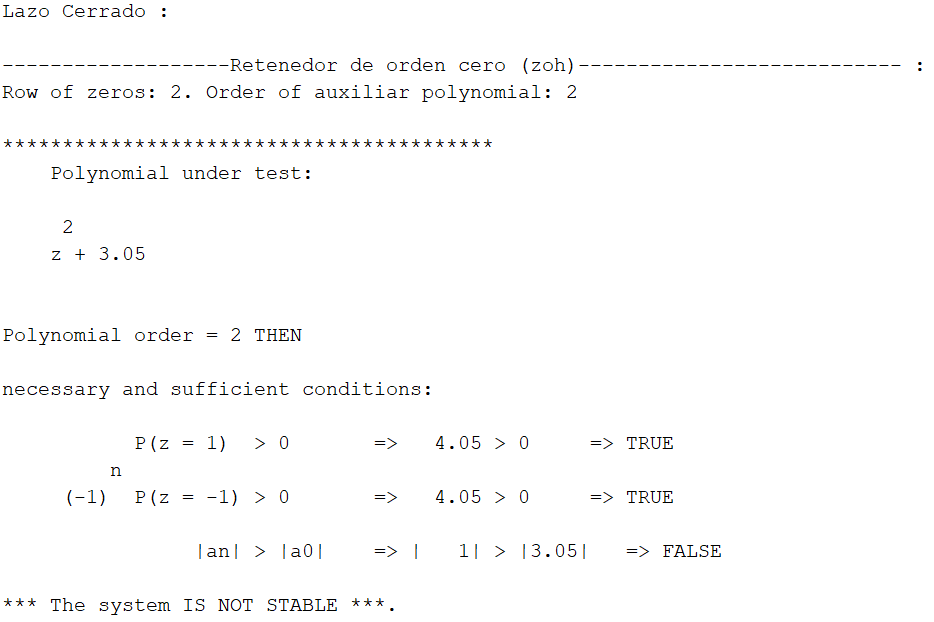 Lazo Cerrado :
-------------------Retenedor de orden cero (zoh)--------------------------- :
Row of zeros: 2. Order of auxiliar polynomial: 2
*****************************************
Polynomial under test:
2
z + 3.05
Polynomial order = 2 THEN
necessary and sufficient conditions:
P(z = 1) > 0 => 4.05 > 0 => TRUE
n
(-1) P(z = -1) > 0 => 4.05 > 0 => TRUE
|an| > |a0| => | 1| > |3.05| => FALSE
*** The system IS NOT STABLE ***.